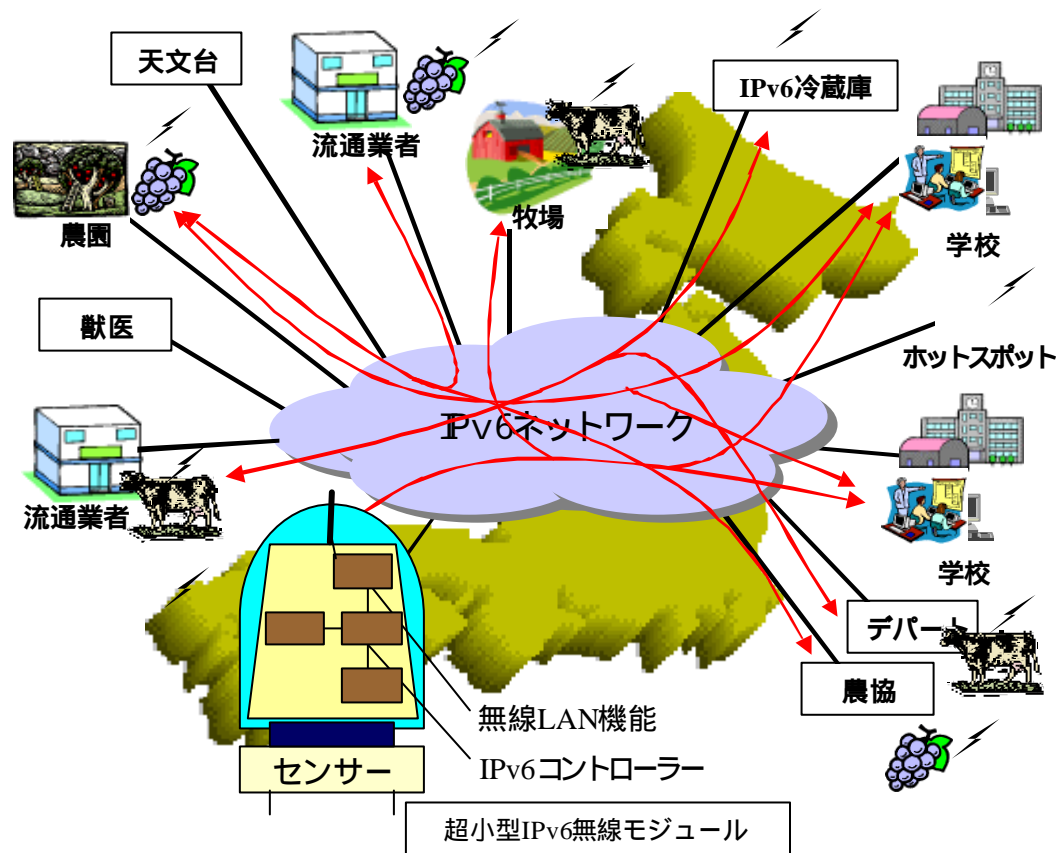 天文台
流通業者
IPv6冷蔵庫
牧場
農園
学校
獣医
ホットスポット
IPv6ネットワーク
流通業者
学校
デパート
農協
無線LAN機能
IPv6コントローラー
センサー
超小型IPv6無線モジュール